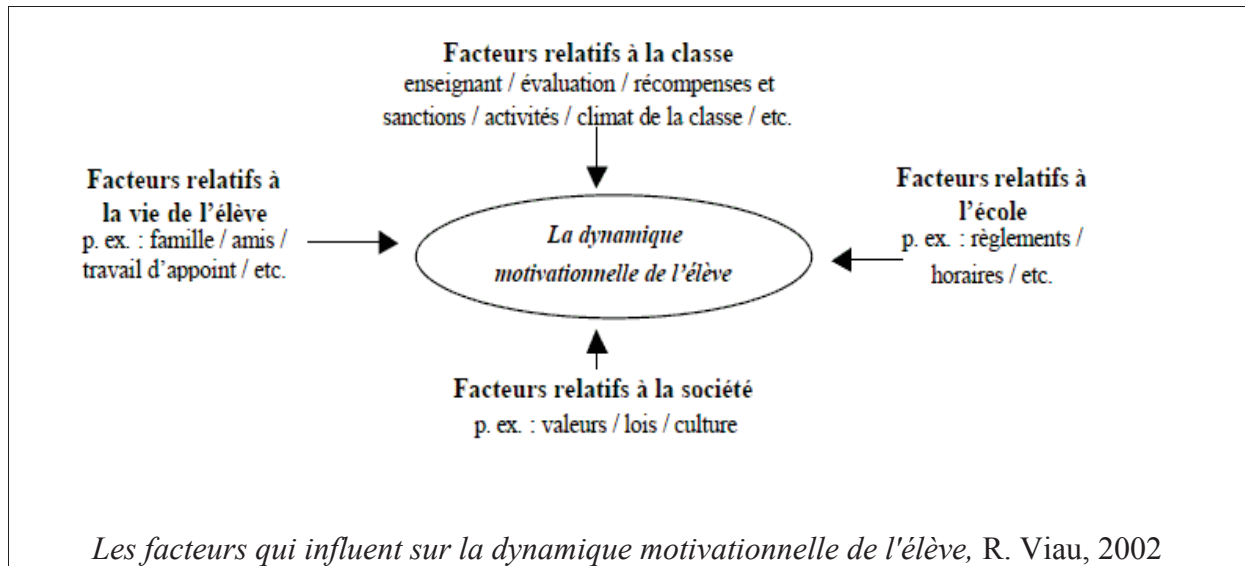 Facteurs relatifs à la classe
enseignant / évaluation / récompenses et
sanctions / activités / climat de la classe / etc.
Facteurs relatifs à
la vie de l'élève
p. ex. : famille / amis /
travail d'appoint / etc.
La dynamique
motivationnelle de l'élève
Facteurs relatifs à
l'école
p. ex. : règlements /
horaires / etc.
Facteurs relatifs à la société
p. ex. : valeurs / lois / culture
Les facteurs qui influent sur la dynamique motivationnelle de l'élève, R. Viau, 2002